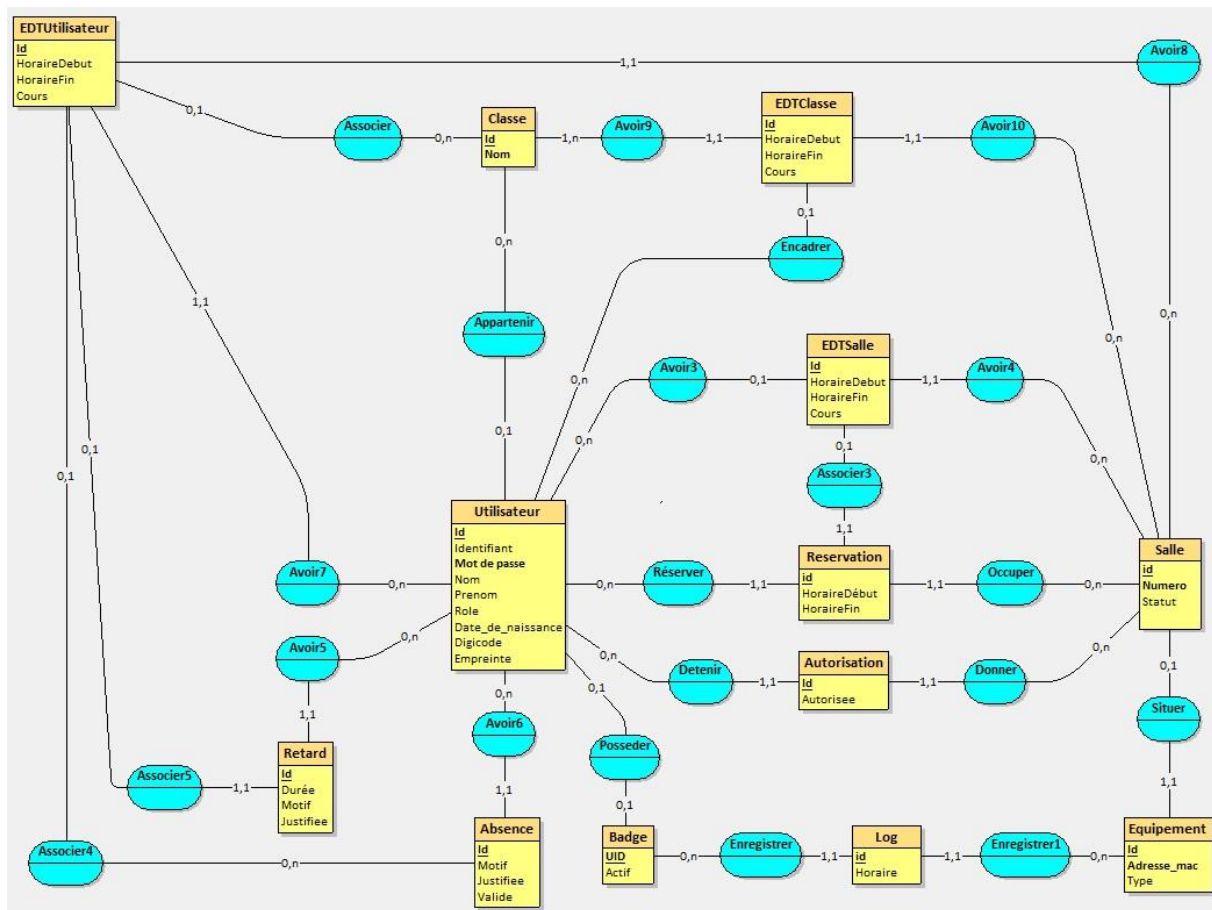 EDTUtilisateur
Id
HoraireDebut
HoraireFin
Cours
1,1
Avoir8
0,1
Associer
0,n
Classe
Id
Nom
1,n
Avoir9
1,1
EDTClasse
Id
HoraireDebut
HoraireFin
Cours
1,1
Avoir10
0,1
0,n
Encadrer
1,1
0,n
0,n
Appartenir
EDTSalle
Id
HoraireDebut
HoraireFin
Cours
0,n
Avoir3
0,1
1,1
Avoir4
0,1
0,n
0,n
0,1
0,1
0,n
0,1
Associer3
Utilisateur
Id
Identifiant
Mot de passe
Nom
Prenom
Role
Date_de_naissance
Digicode
Empreinte
1,1
Reservation
id
HoraireDébut
HoraireFin
Salle
id
Numero
Statut
Avoir7
0,n
0,n
Réserver
1,1
1,1
Occuper
0,n
Avoir5
0,n
0,n
Detenir
1,1
Autorisation
Id
Autorisee
1,1
Donner
0,n
0,1
0,n
0,1
Situer
1,1
Avoir6
Posseder
Retard
Id
Durée
Motif
Justifiee
Associer5
1,1
1,1
0,1
1,1
Absence
Id
Motif
Justifiee
Valide
Badge
UID
Actif
Log
id
Horaire
Equipement
Id
Adresse_mac
Type
Associer4
0,n
0,n
Enregistrer
1,1
1,1
Enregistrer1
0,n